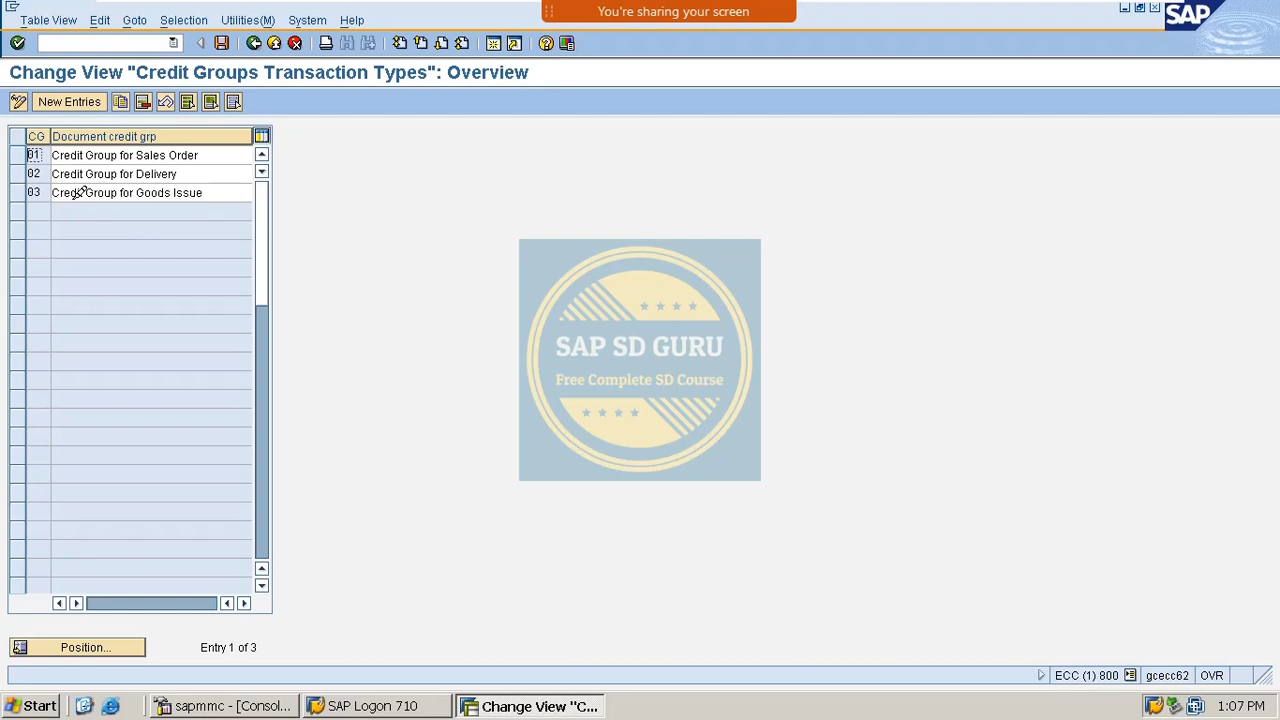 You're sharing your screen
Table View Edit Goto Selection Utilities(M) System Help
SAP
Change View "Credit Groups Transaction Types": Overview
New Entries
CG Document credit grp
01 Credit Group for Sales Order
02 Credit Group for Delivery
03 Credit Group for Goods Issue
SAP SD GURU
Free Complete SD Course
Position... Entry 1 of 3
ECC (1) 800 gcecc62 OVR
Start sapmmc - [Consol... SAP Logon 710 Change View "C... 1:07 PM